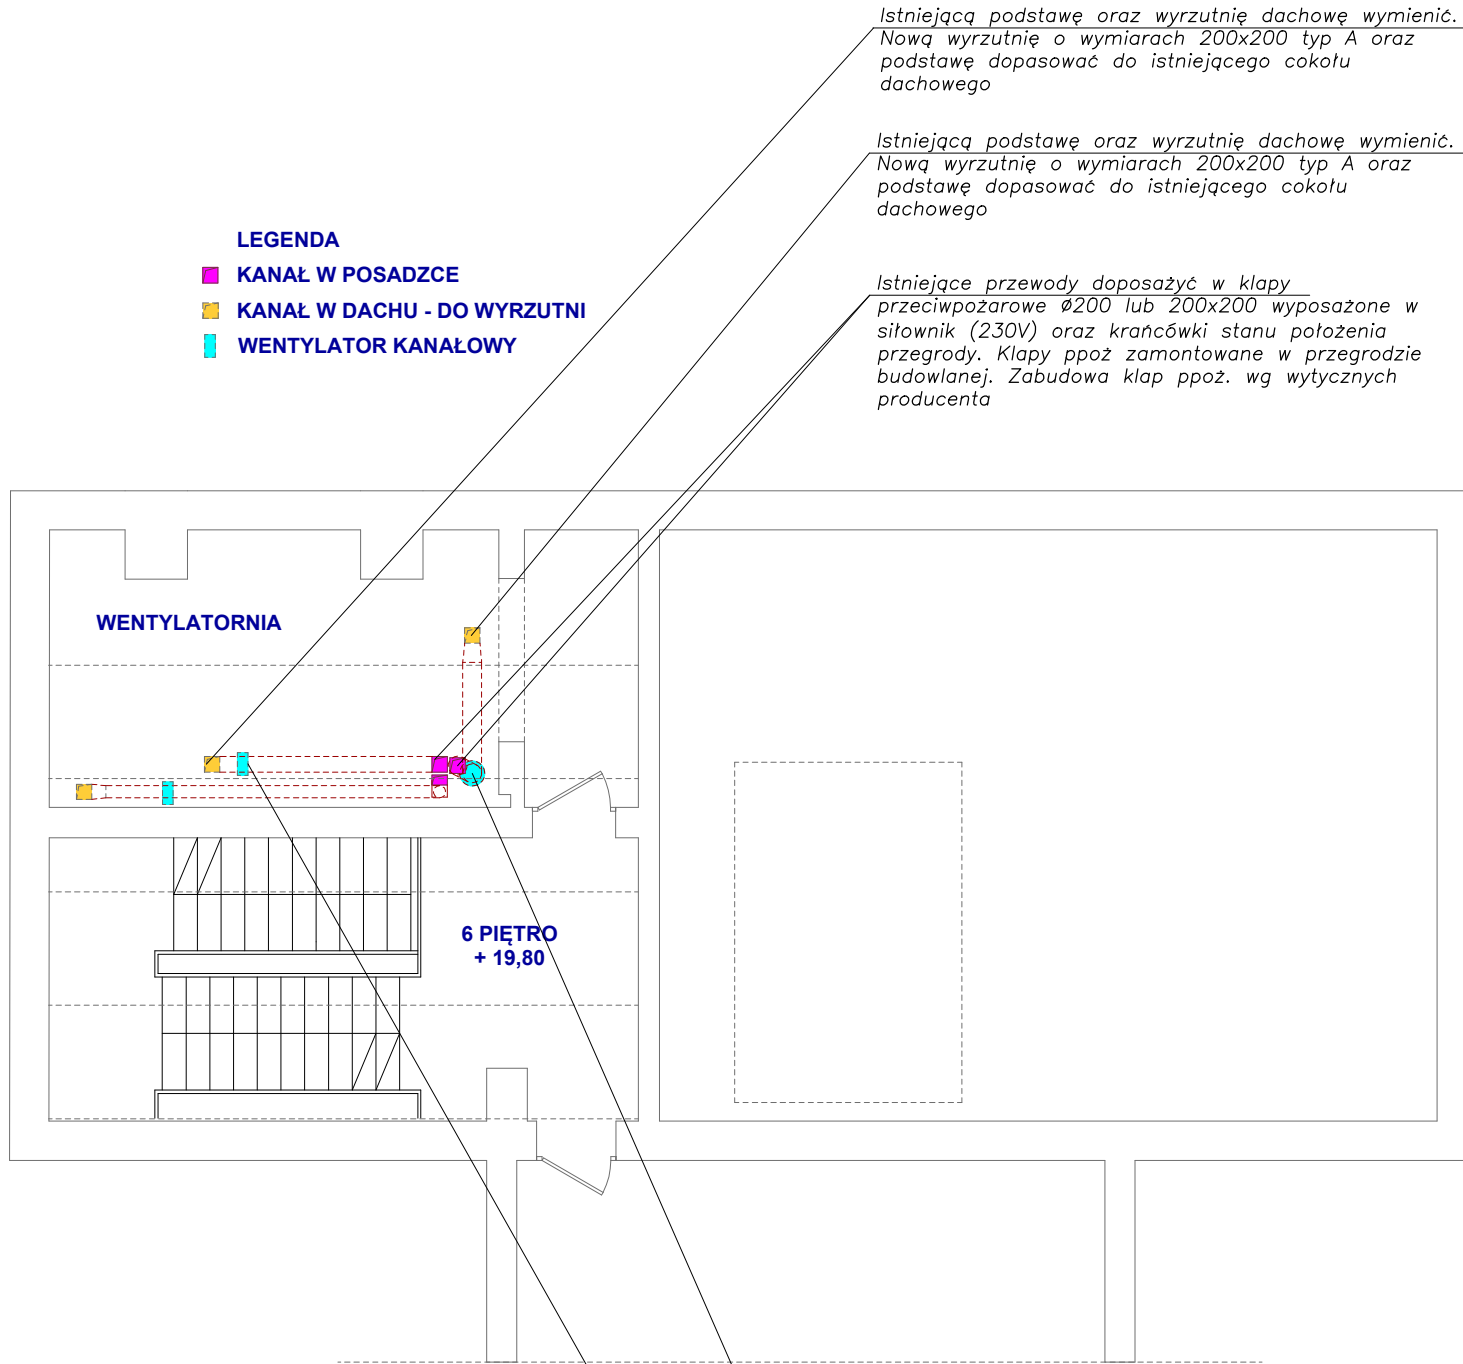 Istniejącą podstawę oraz wyrzutnię dachowę wymienić.
Nową wyrzutnię o wymiarach 200x200 typ A oraz
podstawę dopasować do istniejącego cokołu
dachowego
Istniejącą podstawę oraz wyrzutnię dachowę wymienić.
Nową wyrzutnię o wymiarach 200x200 typ A oraz
podstawę dopasować do istniejącego cokołu
dachowego
LEGENDA
KANAŁ W POSADZCE
KANAŁ W DACHU - DO WYRZUTNI
WENTYLATOR KANAŁOWY
Istniejące przewody doposażyć w klapy
przeciwpożarowe Ø200 lub 200x200 wyposażone w
siłownik (230V) oraz krańcówki stanu położenia
przegrody. Klapy ppoż zamontowane w przegrodzie
budowlanej. Zabudowa klap ppoż. wg wytycznych
producenta
WENTYLATORNIA
6 PIĘTRO
+ 19,80